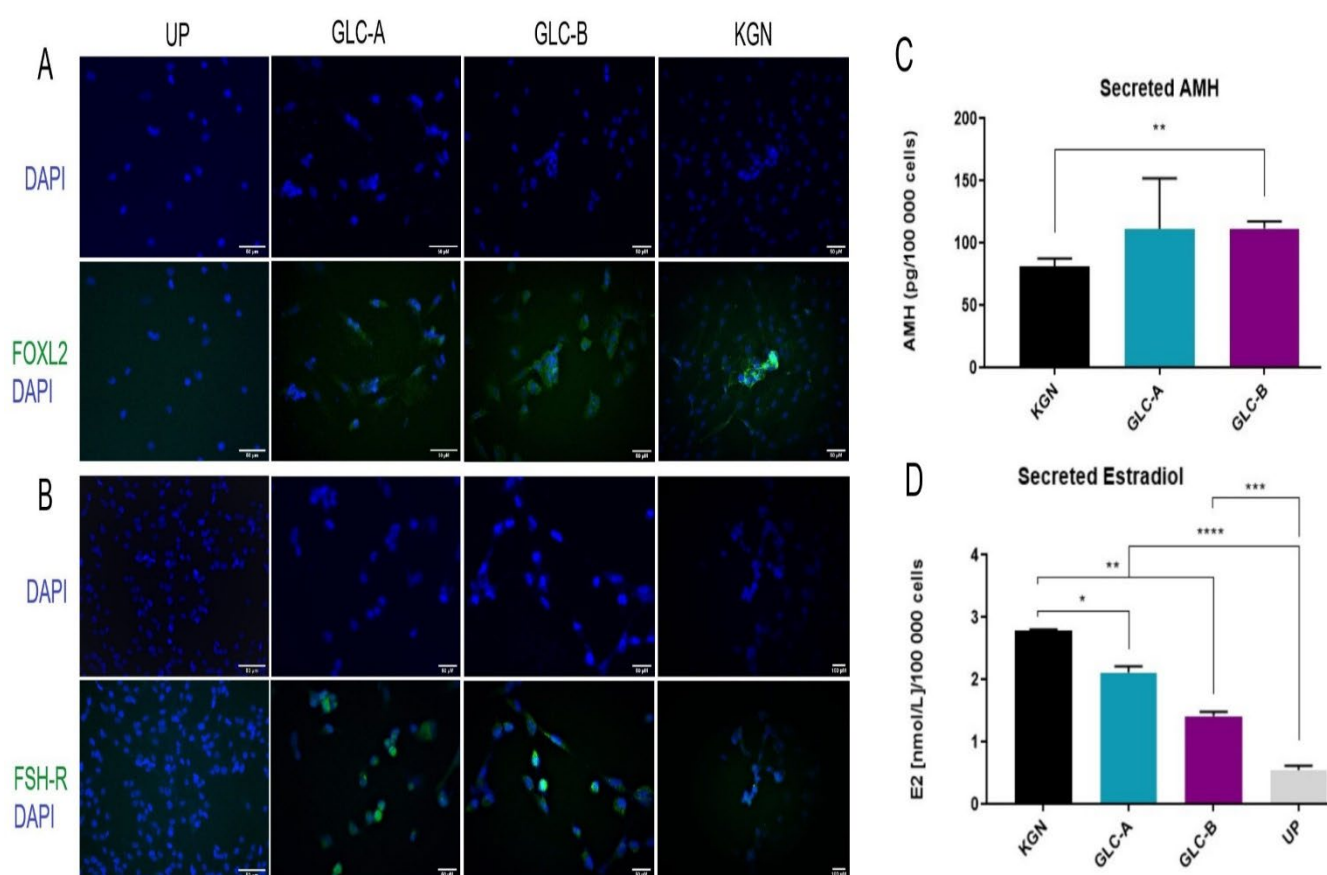 UP GLC-A GLC-B KGN
A
DAPI
FOXL2
DAPI
B
DAPI
FSH-R
DAPI
C
Secreted AMH
**
AMH (pg/100 000 cells)
200
150
100
50
0
KGN GLC-A GLC-B
D
Secreted Estradiol
***
****
**
*
E2 [nmol/L]/100 000 cells
4
3
2
1
0
KGN GLC-A GLC-B UP